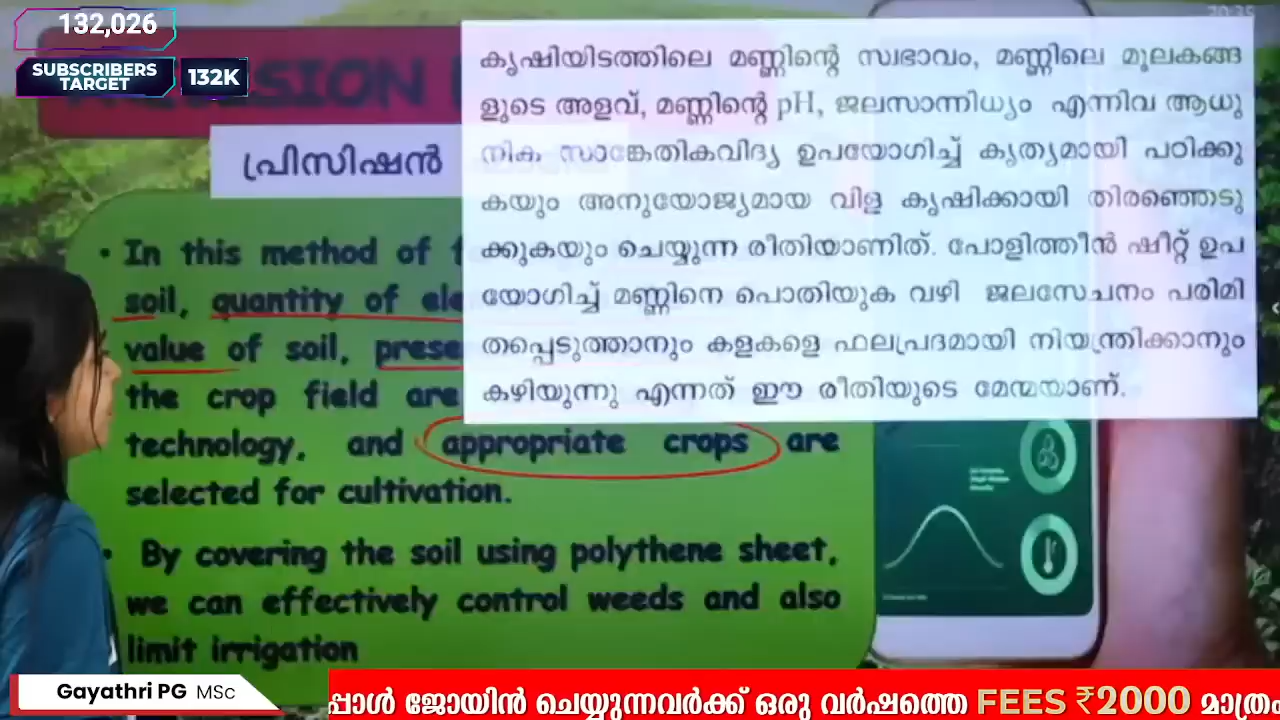 132,026
SUBSCRIBERS
TARGET
132K
കൃഷിയിടത്തിലെ മണ്ണിന്റെ സ്വഭാവം, മണ്ണിലെ മൂലകങ്ങ
ളുടെ അളവ്, മണ്ണിന്റെ pH, ജലസാന്നിധ്യം എന്നിവ ആധു
നിക സാങ്കേതികവിദ്യ ഉപയോഗിച്ച് കൃത്യമായി പഠിക്കു
കയും അനുയോജ്യമായ വിള കൃഷിക്കായി തിരഞ്ഞെടു
ക്കുകയും ചെയ്യുന്ന രീതിയാണിത്. പോളിത്തീൻ ഷീറ്റ് ഉപ
യോഗിച്ച് മണ്ണിനെ പൊതിയുക വഴി ജലസേചനം പരിമി
തപ്പെടുത്താനും കളകളെ ഫലപ്രദമായി നിയന്ത്രിക്കാനും
കഴിയുന്നു എന്നത് ഈ രീതിയുടെ മേന്മയാണ്.
പ്രിസിഷൻ
• In this method of
soil, quantity of ele
value of soil, prese
the crop field are
technology, and appropriate crops are
selected for cultivation.
• By covering the soil using polythene sheet,
we can effectively control weeds and also
limit irrigation
Gayathri PG MSc
പ്പോൾ ജോയിൻ ചെയ്യുന്നവർക്ക് ഒരു വർഷത്തെ FEES ₹2000 മാത്രം